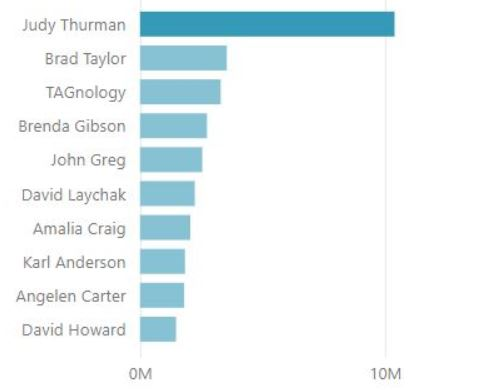 Judy Thurman
Brad Taylor
TAGnology
Brenda Gibson
John Greg
David Laychak
Amalia Craig
Karl Anderson
Angelen Carter
David Howard
0M 10M